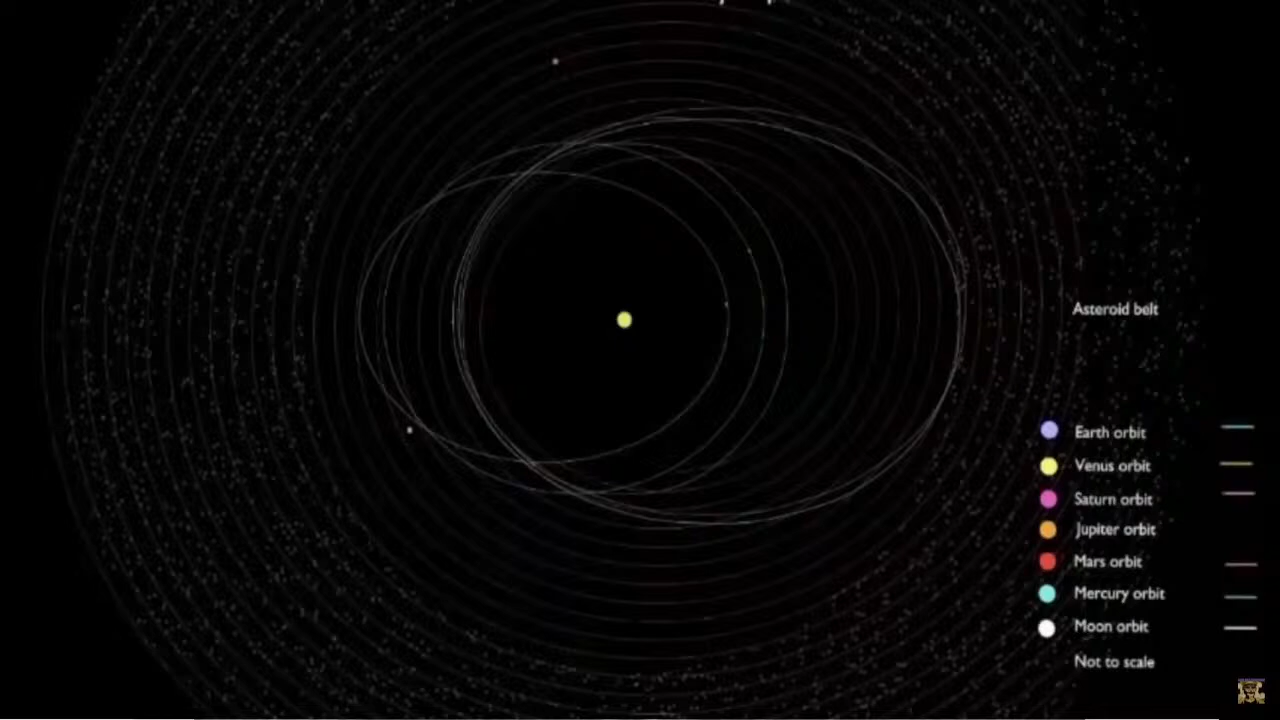 Asteroid belt
Earth orbit
Venus orbit
Saturn orbit
Jupiter orbit
Mars orbit
Mercury orbit
Moon orbit
Not to scale